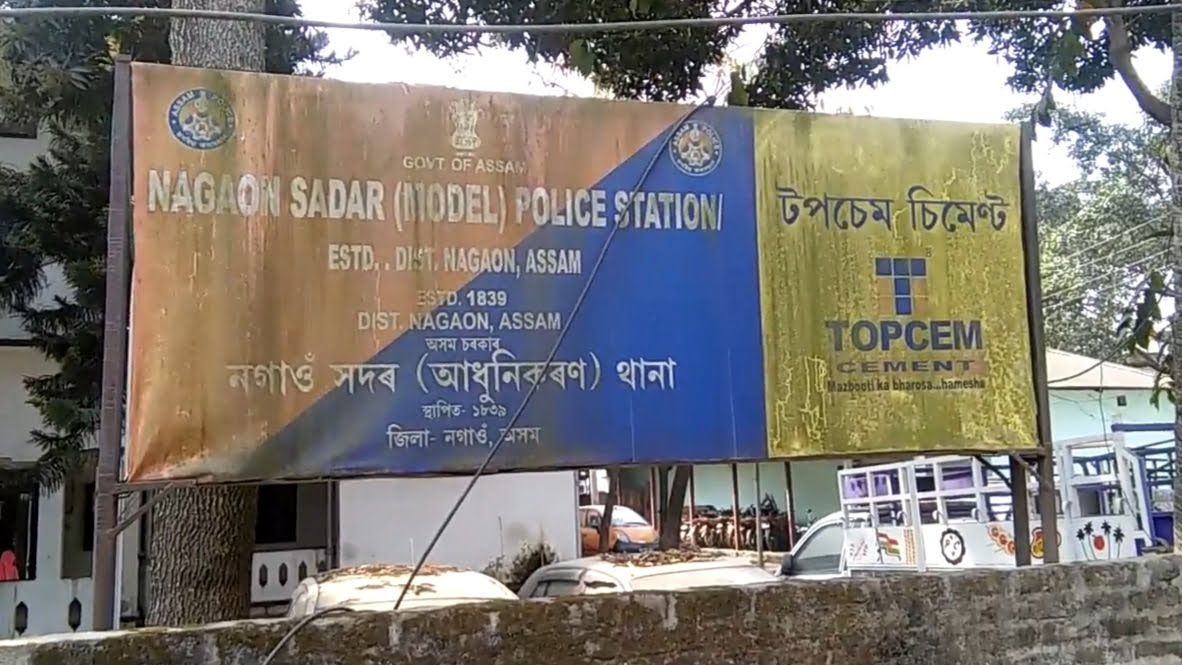 ASSAM POLICE
GOVT. OF ASSAM
NAGAON SADAR (MODEL) POLICE STATION/
ESTD. . DIST. NAGAON, ASSAM
ESTD. 1839
DIST. NAGAON, ASSAM
অসম চৰকাৰ
নগাওঁ সদৰ (আধুনিকৰণ) থানা
স্থাপিত- ১৮৩৯
জিলা- নগাওঁ, অসম
টপচেম চিমেণ্ট
TOPCEM
CEMENT
Mazbooti ka bharosa...hamesha